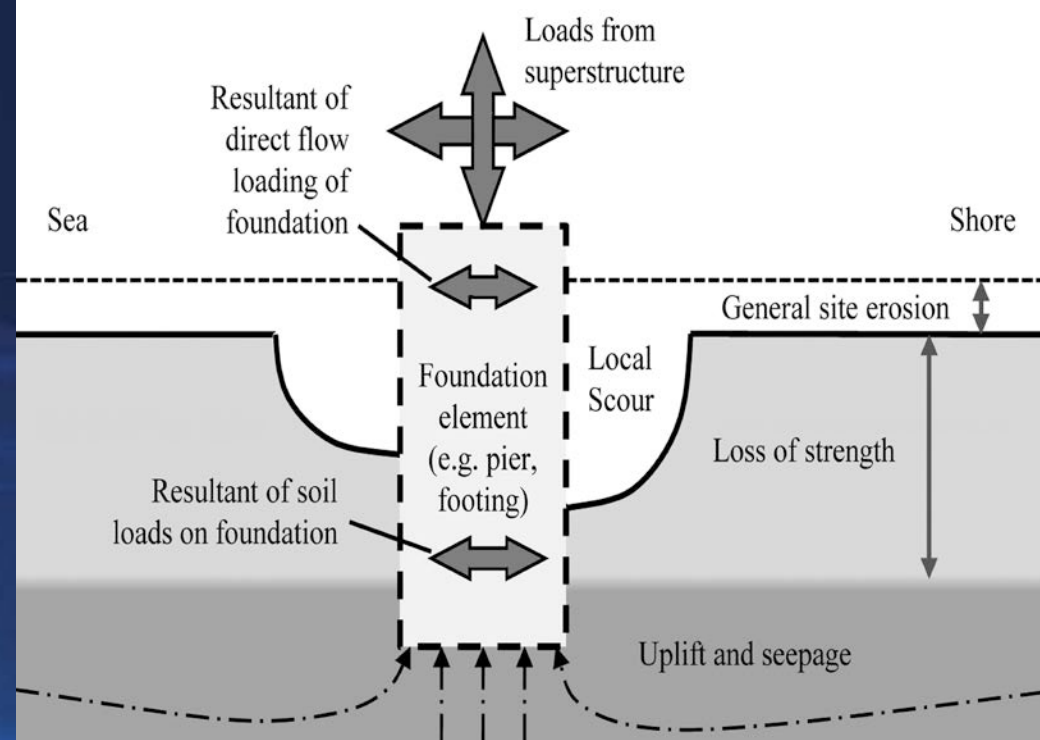 Loads from
superstructure
Resultant of
direct flow
loading of
foundation
Sea
Shore
General site erosion
Local
Scour
Foundation
element
(e.g. pier,
footing)
Loss of strength
Resultant of soil
loads on foundation
Uplift and seepage